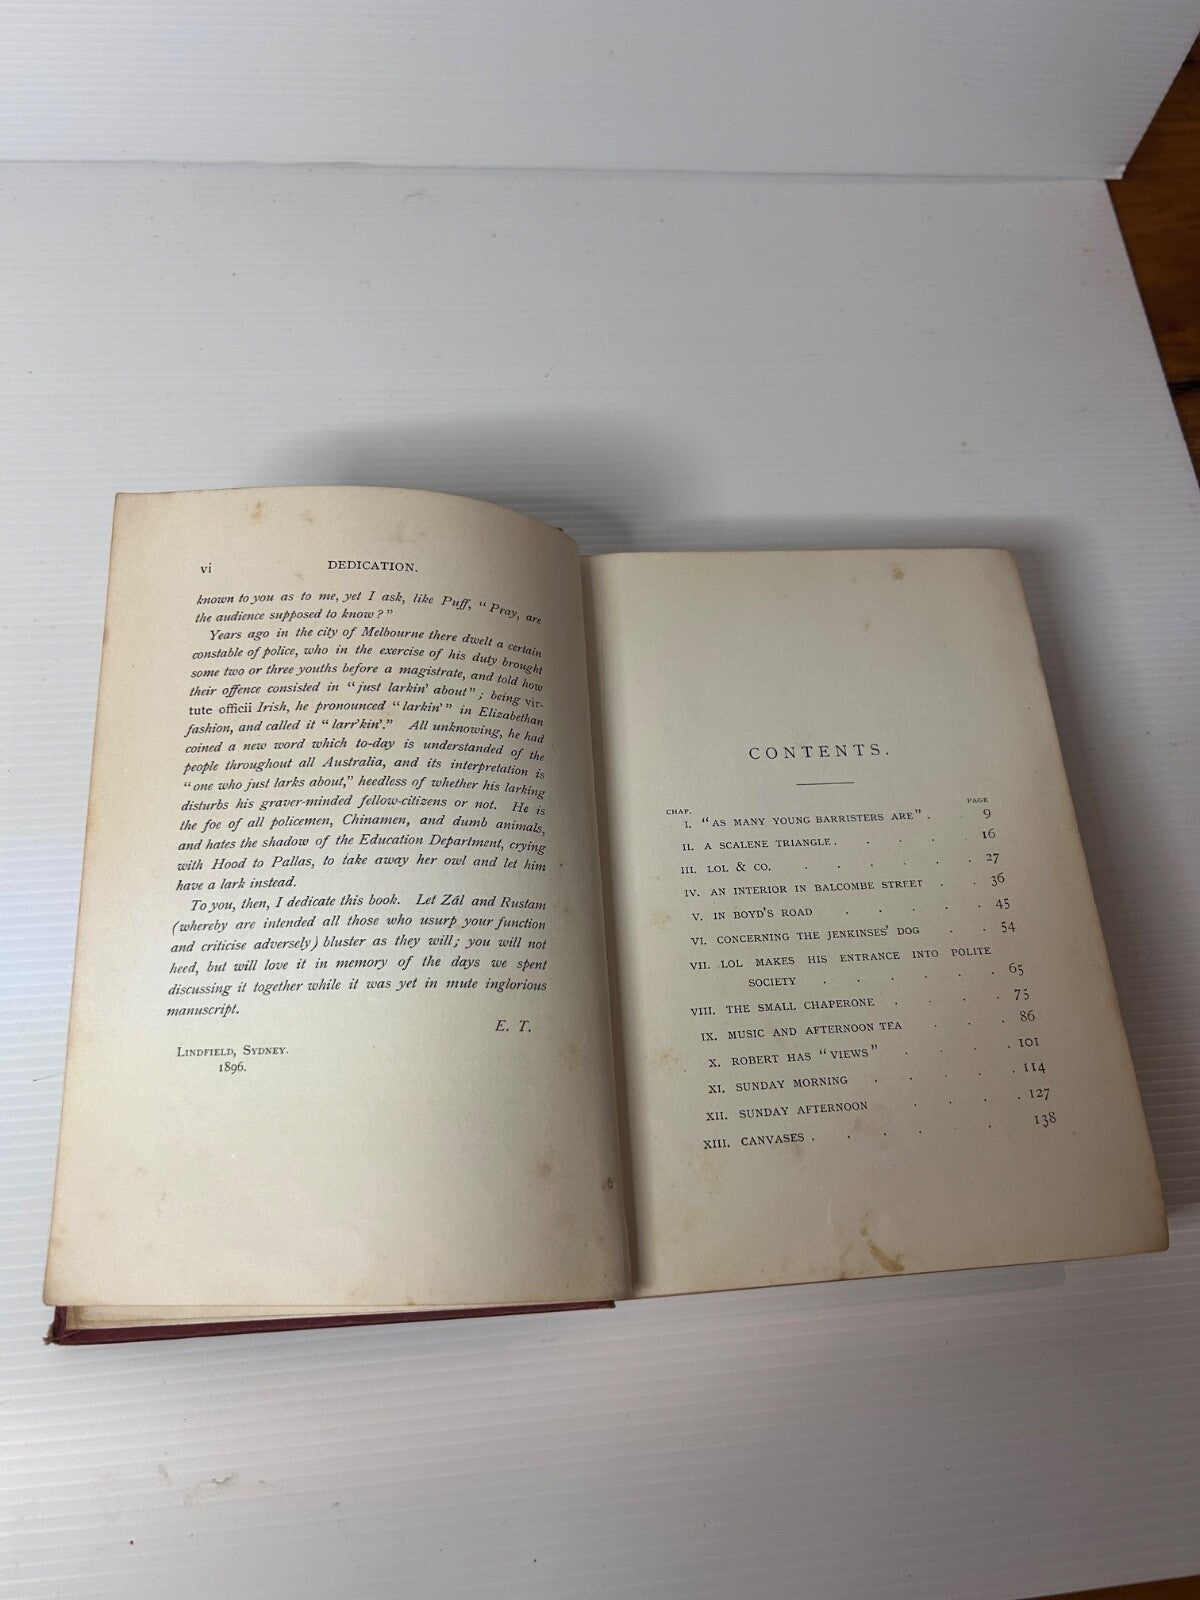 vi DEDICATION.
known to you as to me, yet I ask, like Puff, “Pray, are
the audience supposed to know?”
Years ago in the city of Melbourne there dwelt a certain
constable of police, who in the exercise of his duty brought
some two or three youths before a magistrate, and told how
their offence consisted in “just larkin’ about”; being vir-
tute officii Irish, he pronounced “larkin’” in Elizabethan
fashion, and called it “larr’kin’.” All unknowing, he had
coined a new word which to-day is understanded of the
people throughout all Australia, and its interpretation is
“one who just larks about,” heedless of whether his larking
disturbs his graver-minded fellow-citizens or not. He is
the foe of all policemen, Chinamen, and dumb animals,
and hates the shadow of the Education Department, crying
with Hood to Pallas, to take away her owl and let him
have a lark instead.
To you, then, I dedicate this book. Let Zál and Rustam
(whereby are intended all those who usurp your function
and criticise adversely) bluster as they will; you will not
heed, but will love it in memory of the days we spent
discussing it together while it was yet in mute inglorious
manuscript.
E. T.
LINDFIELD, SYDNEY.
1896.
CONTENTS.
CHAP. PAGE
I. “AS MANY YOUNG BARRISTERS ARE” . . 9
II. A SCALENE TRIANGLE . . . . 16
III. LOL & CO. . . . . . 27
IV. AN INTERIOR IN BALCOMBE STREET . . 36
V. IN BOYD’S ROAD . . . . . 45
VI. CONCERNING THE JENKINSES’ DOG . . 54
VII. LOL MAKES HIS ENTRANCE INTO POLITE
SOCIETY . . . . . 65
VIII. THE SMALL CHAPERONE . . . . 75
IX. MUSIC AND AFTERNOON TEA . . . 86
X. ROBERT HAS “VIEWS” . . . . 101
XI. SUNDAY MORNING . . . . . 114
XII. SUNDAY AFTERNOON . . . . 127
XIII. CANVASES . . . . . . 138